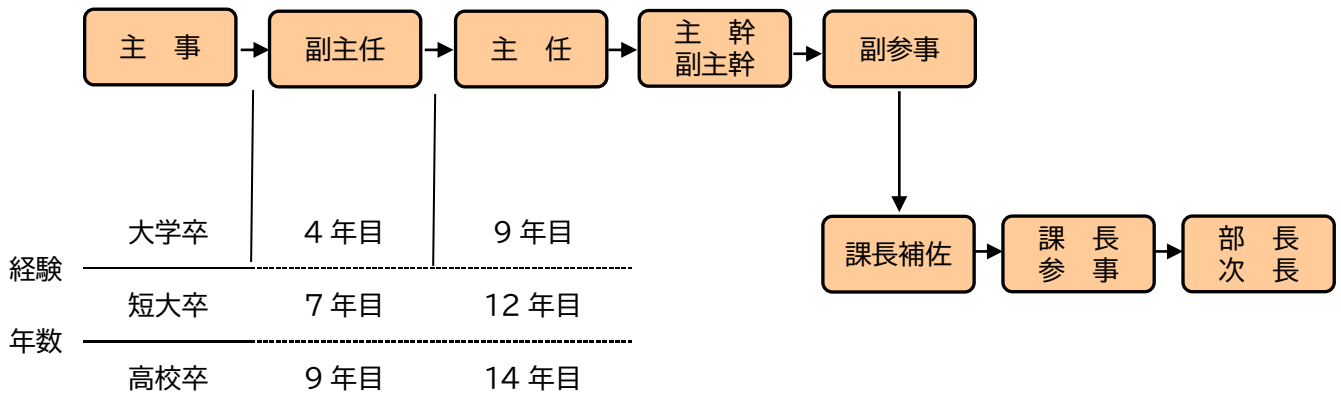 主　事
副主任
主　任
主　幹
副主幹
副参事
課長補佐
課　長
参　事
部　長
次　長
経験
年数
大学卒 4 年目 9 年目
短大卒 7 年目 12 年目
高校卒 9 年目 14 年目